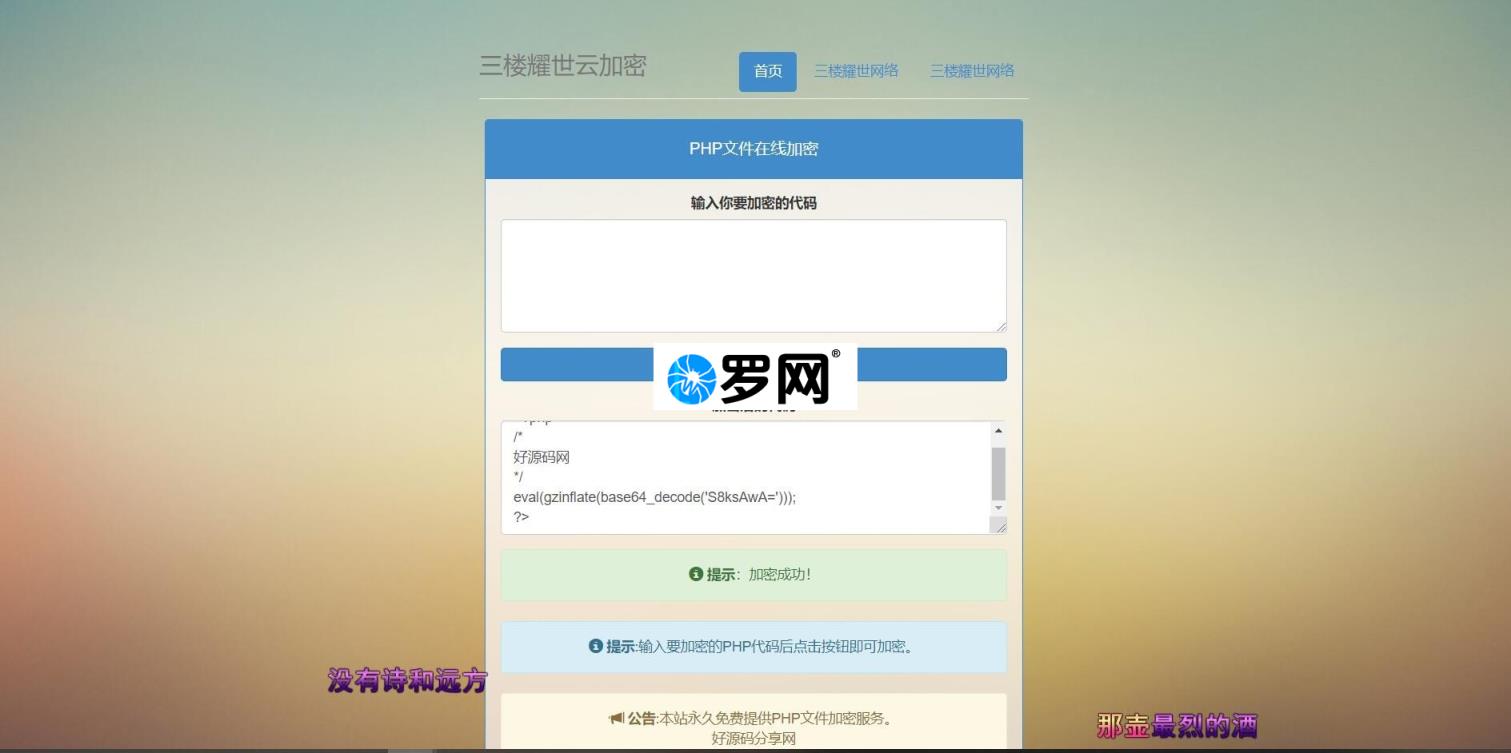 三楼耀世云加密
首页 三楼耀世网络 三楼耀世网络
PHP文件在线加密
输入你要加密的代码
罗网®
/*
好源码网
*/
eval(gzinflate(base64_decode('S8ksAwA=')));
?>
提示：加密成功！
提示:输入要加密的PHP代码后点击按钮即可加密。
没有诗和远方
公告:本站永久免费提供PHP文件加密服务。
好源码分享网
那壶最烈的酒